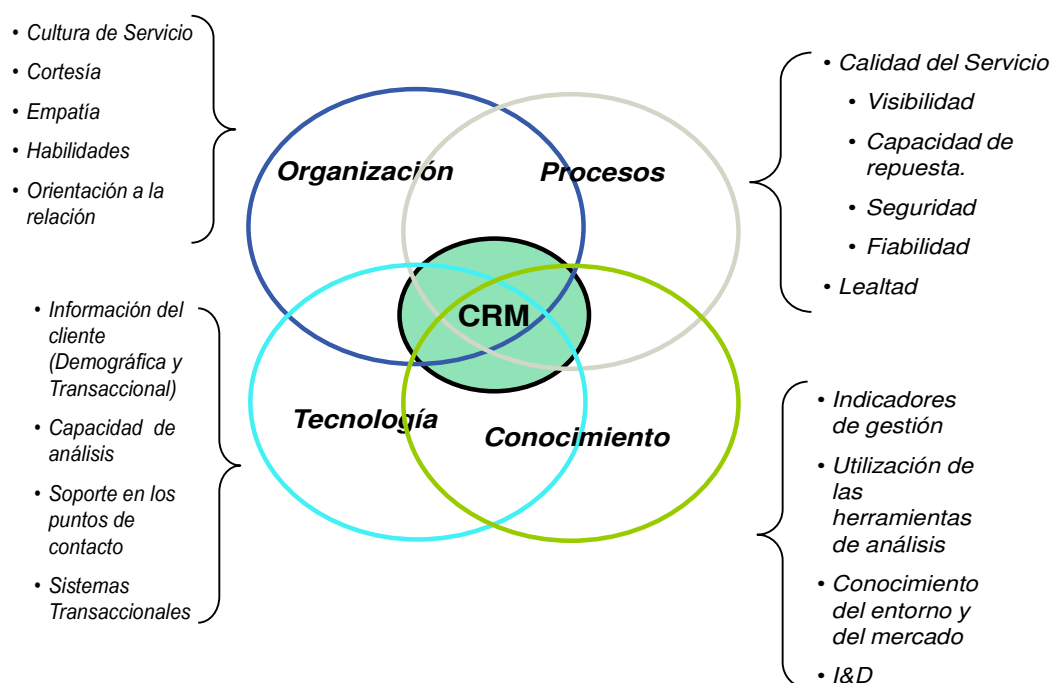 • Cultura de Servicio
• Cortesía
• Empatía
• Habilidades
• Orientación a la
relación
Organización
Procesos
• Calidad del Servicio
• Visibilidad
• Capacidad de
repuesta.
• Seguridad
• Fiabilidad
• Lealtad
CRM
• Información del
cliente
(Demográfica y
Transaccional)
• Capacidad de
análisis
• Soporte en los
puntos de
contacto
• Sistemas
Transaccionales
Tecnología
Conocimiento
• Indicadores
de gestión
• Utilización de
las
herramientas
de análisis
• Conocimiento
del entorno y
del mercado
• I&D